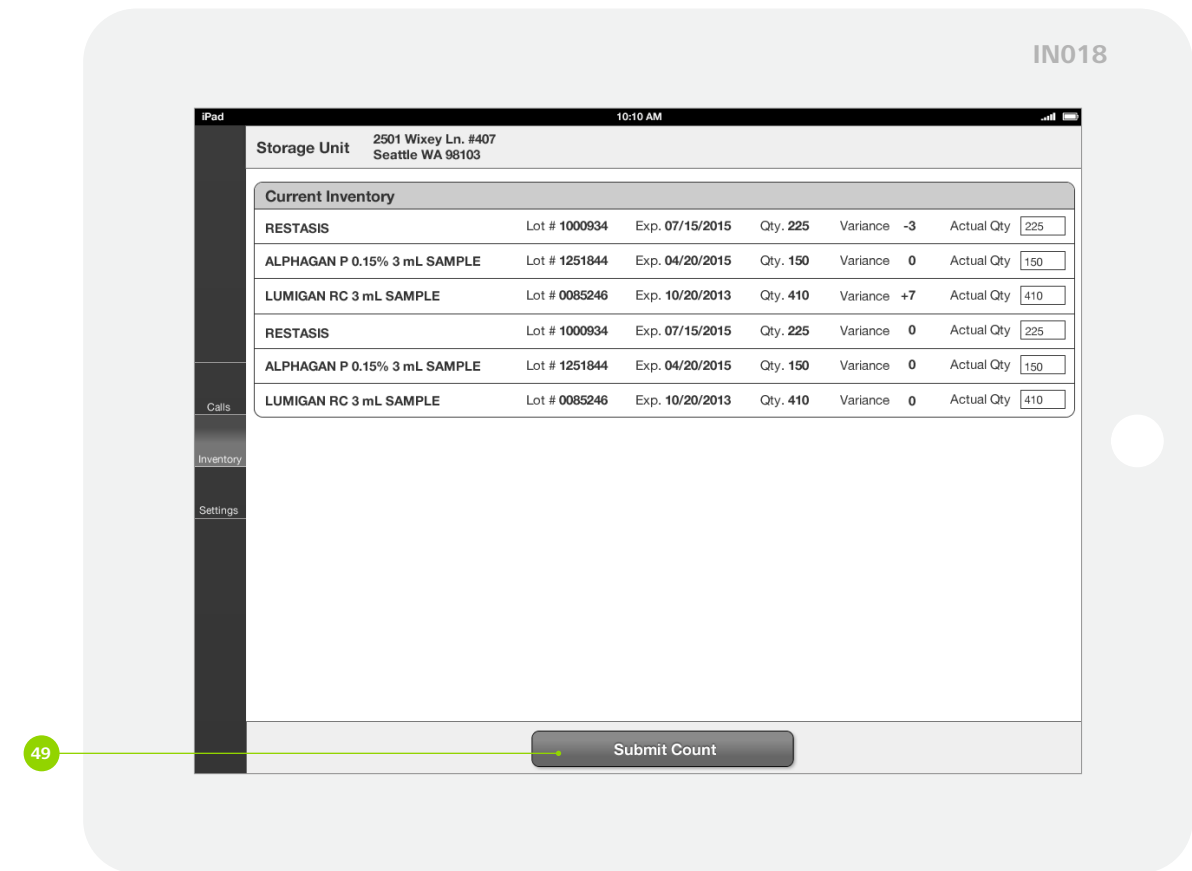 IN018
iPad 10:10 AM
Storage Unit 2501 Wixey Ln. #407
Seattle WA 98103
Current Inventory
RESTASIS Lot # 1000934 Exp. 07/15/2015 Qty. 225 Variance -3 Actual Qty 225
ALPHAGAN P 0.15% 3 mL SAMPLE Lot # 1251844 Exp. 04/20/2015 Qty. 150 Variance 0 Actual Qty 150
LUMIGAN RC 3 mL SAMPLE Lot # 0085246 Exp. 10/20/2013 Qty. 410 Variance +7 Actual Qty 410
RESTASIS Lot # 1000934 Exp. 07/15/2015 Qty. 225 Variance 0 Actual Qty 225
ALPHAGAN P 0.15% 3 mL SAMPLE Lot # 1251844 Exp. 04/20/2015 Qty. 150 Variance 0 Actual Qty 150
LUMIGAN RC 3 mL SAMPLE Lot # 0085246 Exp. 10/20/2013 Qty. 410 Variance 0 Actual Qty 410
Calls
Inventory
Settings
49
Submit Count